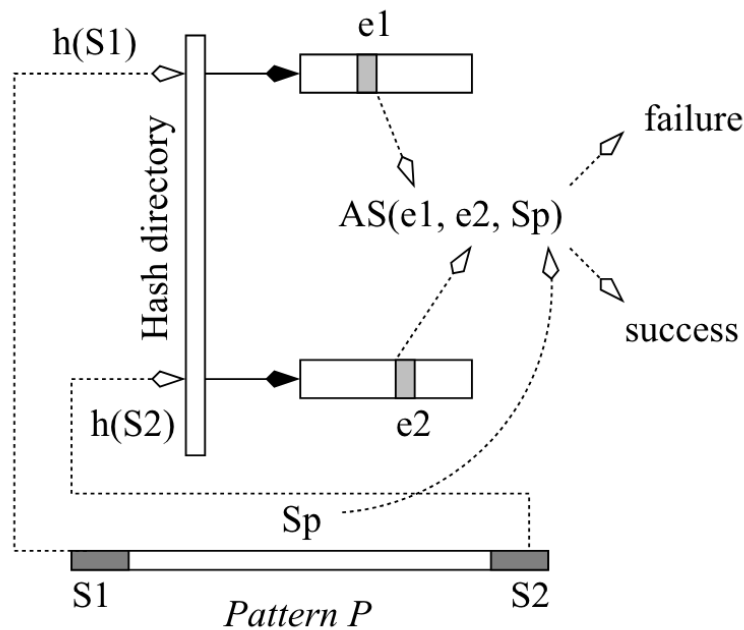 e1
h(S1)
failure
Hash directory
AS(e1, e2, Sp)
success
h(S2)
e2
Sp
S1
S2
Pattern P